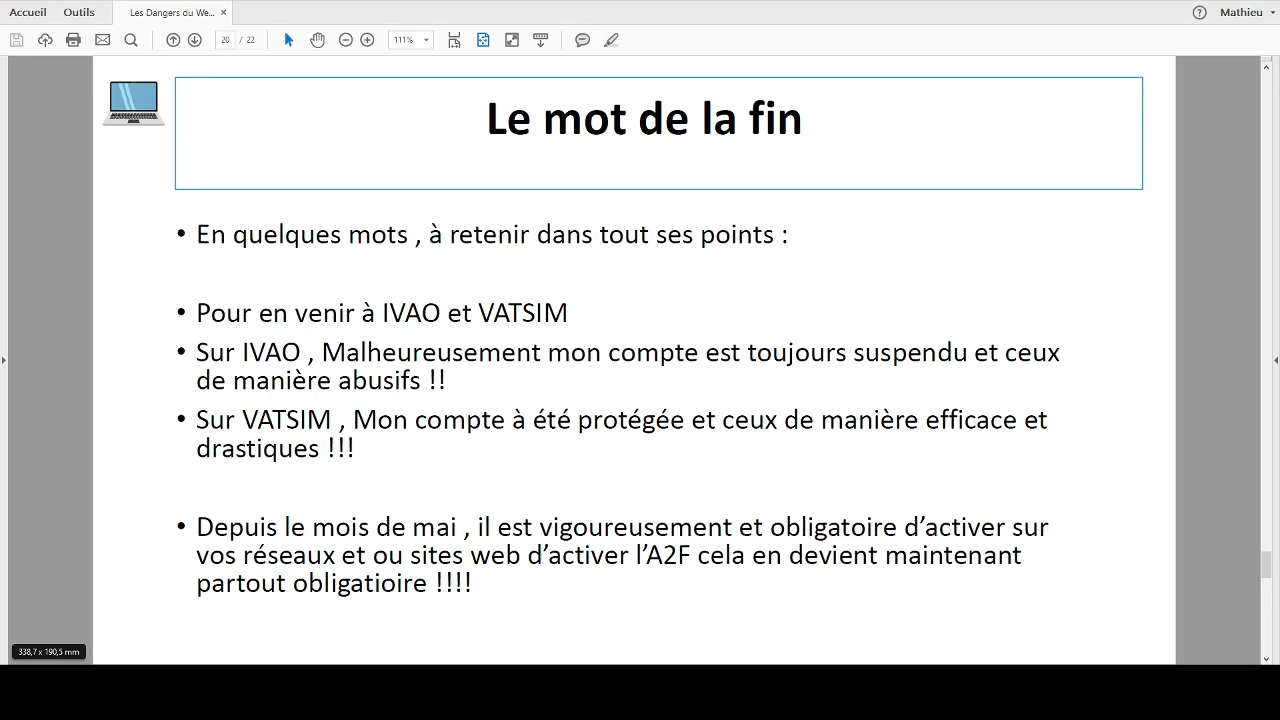 Accueil Outils Les Dangers du We... × Mathieu
20 / 22 111%
Le mot de la fin
• En quelques mots , à retenir dans tout ses points :
• Pour en venir à IVAO et VATSIM
• Sur IVAO , Malheureusement mon compte est toujours suspendu et ceux
de manière abusifs !!
• Sur VATSIM , Mon compte à été protégée et ceux de manière efficace et
drastiques !!!
• Depuis le mois de mai , il est vigoureusement et obligatoire d’activer sur
vos réseaux et ou sites web d’activer l’A2F cela en devient maintenant
partout obligatioire !!!!
338,7 x 190,5 mm